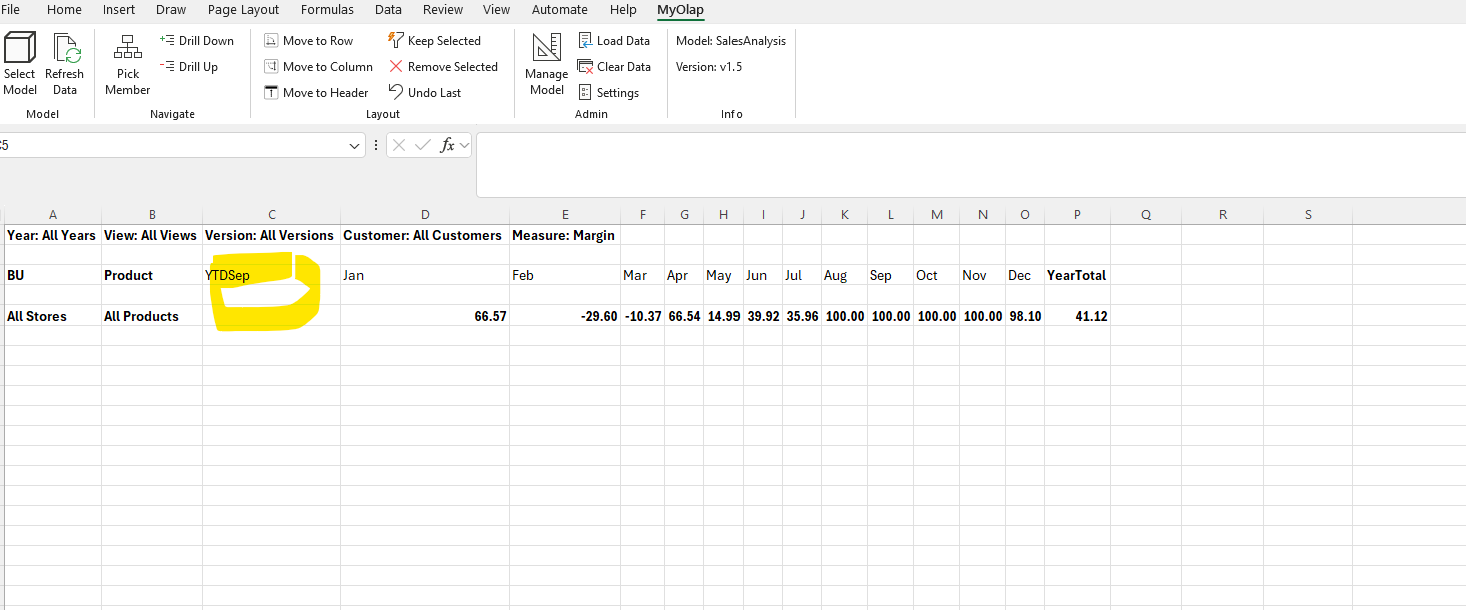 File Home Insert Draw Page Layout Formulas Data Review View Automate Help MyOlap
Select Model
Refresh Data
Model
Pick Member
Drill Down
Drill Up
Navigate
Move to Row
Move to Column
Move to Header
Keep Selected
Remove Selected
Undo Last
Layout
Manage Model
Load Data
Clear Data
Settings
Admin
Model: SalesAnalysis
Version: v1.5
Info
fx
A B C D E F G H I J K L M N O P Q R S
Year: All Years View: All Views Version: All Versions Customer: All Customers Measure: Margin
BU Product YTDSep Jan Feb Mar Apr May Jun Jul Aug Sep Oct Nov Dec YearTotal
All Stores All Products 66.57 -29.60 -10.37 66.54 14.99 39.92 35.96 100.00 100.00 100.00 100.00 98.10 41.12